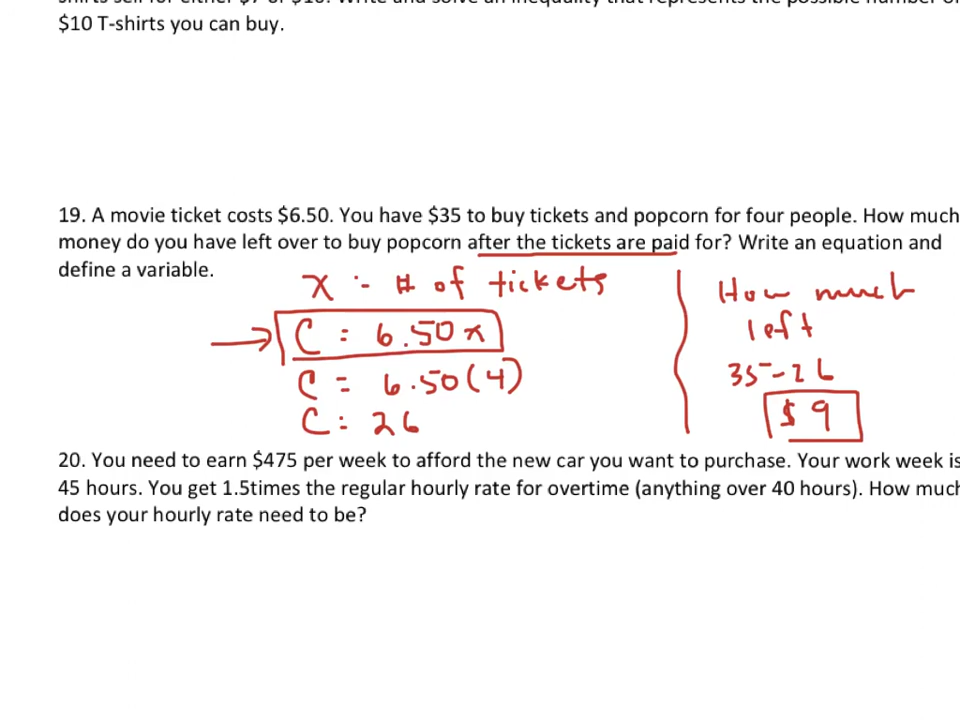 $10 T-shirts you can buy.
19. A movie ticket costs $6.50. You have $35 to buy tickets and popcorn for four people. How much
money do you have left over to buy popcorn after the tickets are paid for? Write an equation and
define a variable.
x - # of tickets
C = 6.50x
C = 6.50(4)
C = 26
How much
left
35-26
$9
20. You need to earn $475 per week to afford the new car you want to purchase. Your work week is
45 hours. You get 1.5times the regular hourly rate for overtime (anything over 40 hours). How much
does your hourly rate need to be?